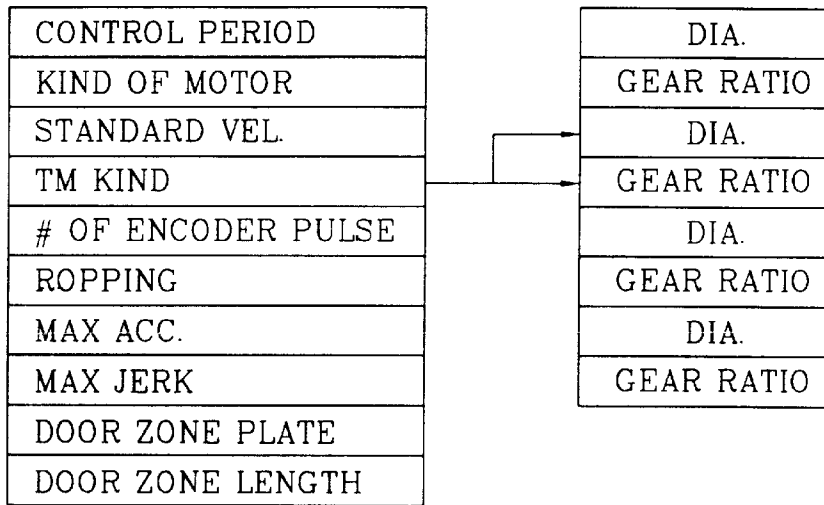 CONTROL PERIOD
KIND OF MOTOR
STANDARD VEL.
TM KIND
# OF ENCODER PULSE
ROPPING
MAX ACC.
MAX JERK
DOOR ZONE PLATE
DOOR ZONE LENGTH
DIA.
GEAR RATIO
DIA.
GEAR RATIO
DIA.
GEAR RATIO
DIA.
GEAR RATIO